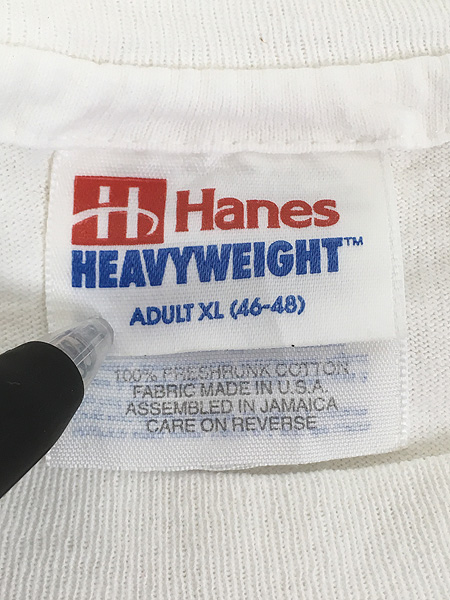 Hanes
HEAVYWEIGHT™
ADULT XL (46-48)
100% PRESHRUNK COTTON
FABRIC MADE IN U.S.A.
ASSEMBLED IN JAMAICA
CARE ON REVERSE